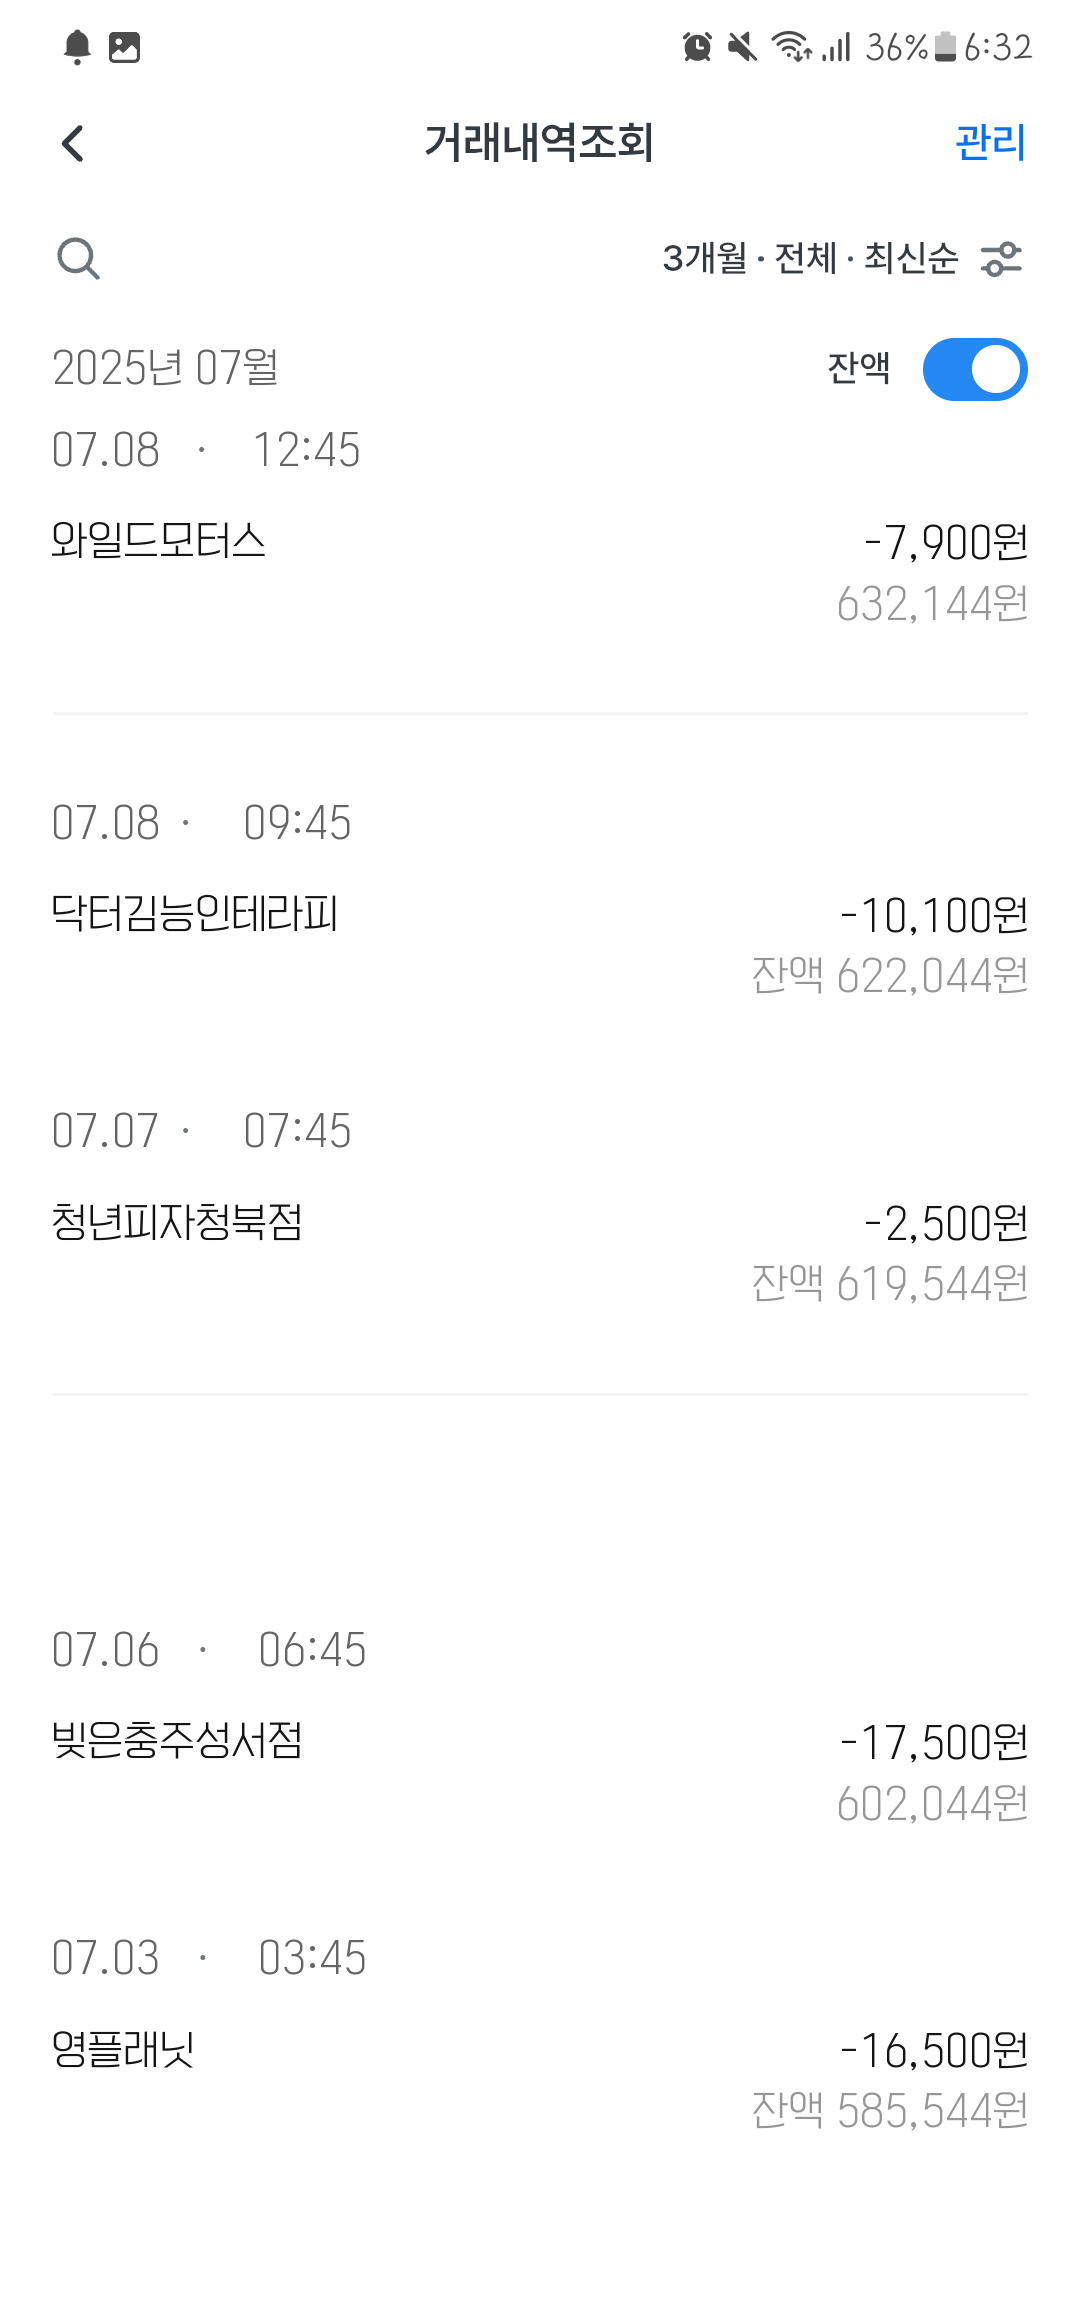 36% 6:32
거래내역조회 관리
3개월 · 전체 · 최신순
2025년 07월 잔액
07.08 · 12:45
와일드모터스 -7,900원
632,144원
07.08 · 09:45
닥터김능인테라피 -10,100원
잔액 622,044원
07.07 · 07:45
청년피자청북점 -2,500원
잔액 619,544원
07.06 · 06:45
빚은충주성서점 -17,500원
602,044원
07.03 · 03:45
영플래닛 -16,500원
잔액 585,544원